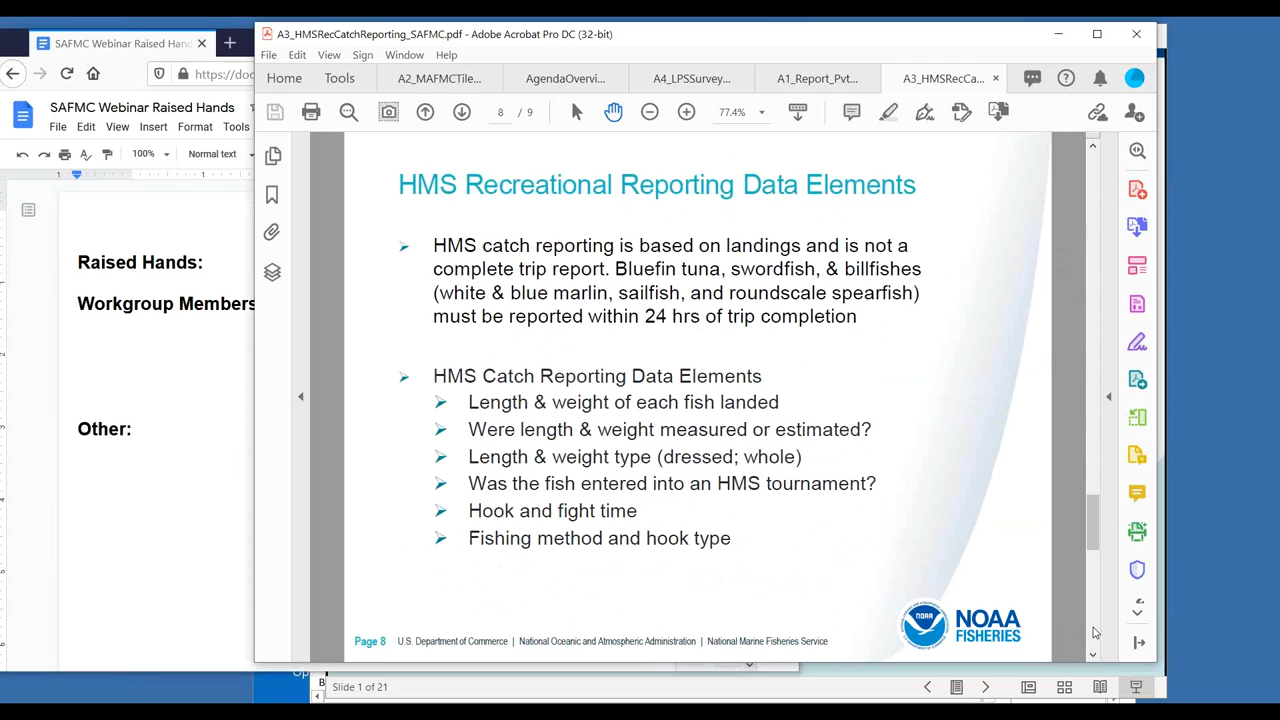 SAFMC Webinar Raised Han
https://doc
SAFMC Webinar Raised Hands
File Edit View Insert Format Tools
100% Normal text
1 1
Raised Hands:
Workgroup Members
Other:
A3_HMSRecCatchReporting_SAFMC.pdf - Adobe Acrobat Pro DC (32-bit)
File Edit View Sign Window Help
Home Tools A2_MAFMCTile... AgendaOvervi... A4_LPSSurvey... A1_Report_Pvt... A3_HMSRecCa...
8 / 9 77.4%
HMS Recreational Reporting Data Elements
HMS catch reporting is based on landings and is not a
complete trip report. Bluefin tuna, swordfish, & billfishes
(white & blue marlin, sailfish, and roundscale spearfish)
must be reported within 24 hrs of trip completion
HMS Catch Reporting Data Elements
Length & weight of each fish landed
Were length & weight measured or estimated?
Length & weight type (dressed; whole)
Was the fish entered into an HMS tournament?
Hook and fight time
Fishing method and hook type
NOAA
NOAA
FISHERIES
Page 8 U.S. Department of Commerce | National Oceanic and Atmospheric Administration | National Marine Fisheries Service
Slide 1 of 21